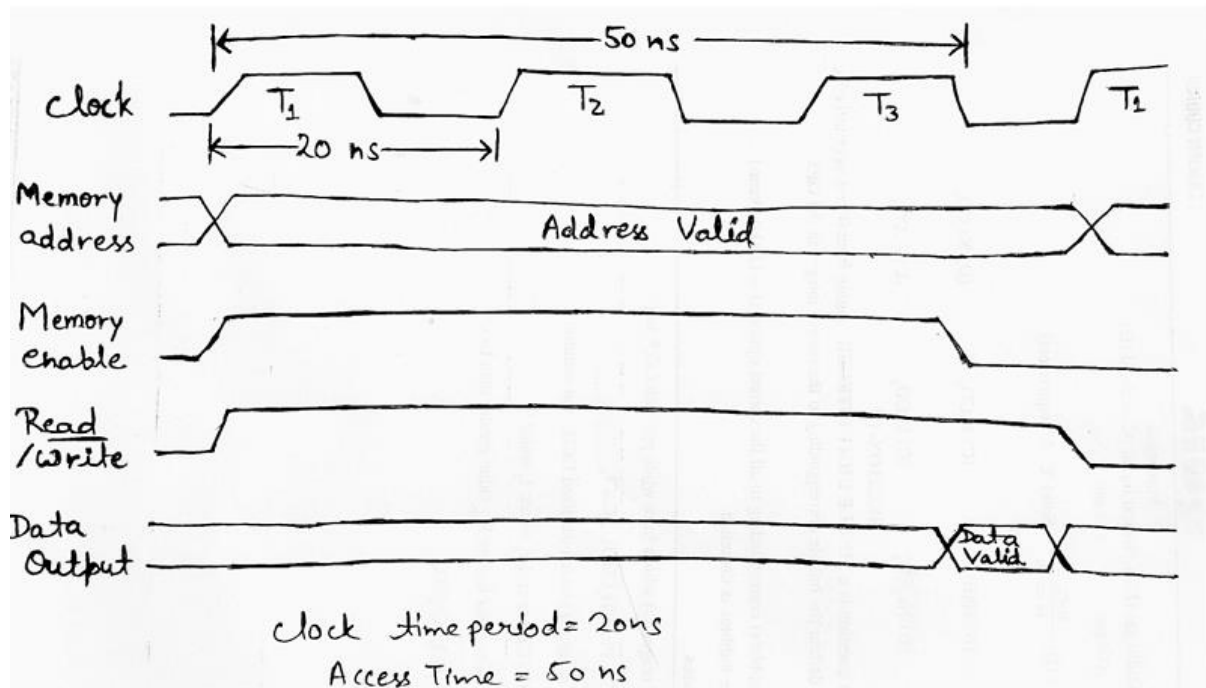 50 ns
Clock T1 T2 T3 T1
20 ns
Memory
address
Address Valid
Memory
enable
Read
/write
Data
Output
Data
Valid
Clock time period = 20ns
Access Time = 50 ns